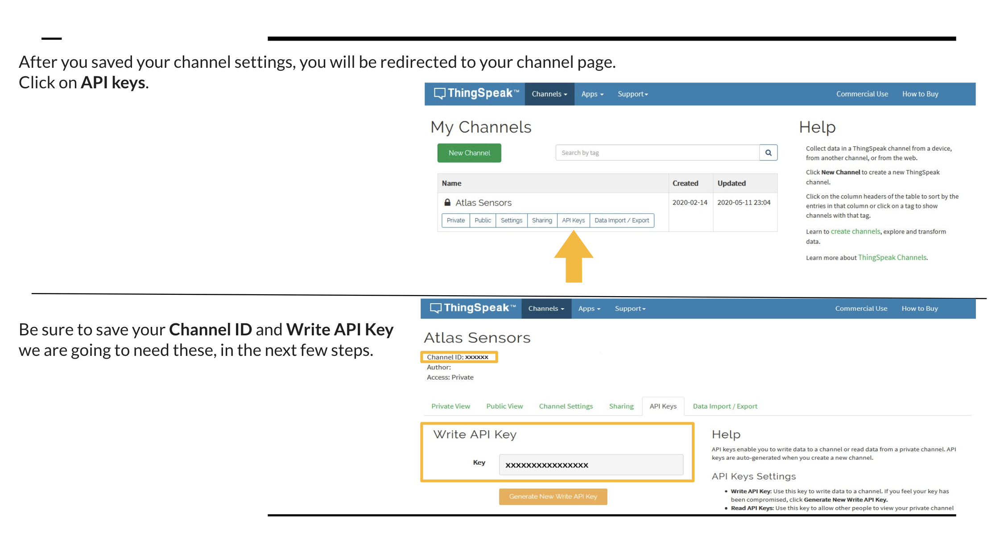 After you saved your channel settings, you will be redirected to your channel page.
Click on API keys.
ThingSpeak™ Channels Apps Support Commercial Use How to Buy
My Channels
New Channel
Search by tag
Name Created Updated
Atlas Sensors 2020-02-14 2020-05-11 23:04
Private Public Settings Sharing API Keys Data Import / Export
Help
Collect data in a ThingSpeak channel from a device,
from another channel, or from the web.
Click New Channel to create a new ThingSpeak
channel.
Click on the column headers of the table to sort by the
entries in that column or click on a tag to show
channels with that tag.
Learn to create channels, explore and transform
data.
Learn more about ThingSpeak Channels.
Be sure to save your Channel ID and Write API Key
we are going to need these, in the next few steps.
ThingSpeak™ Channels Apps Support Commercial Use How to Buy
Atlas Sensors
Channel ID: xxxxxx
Author:
Access: Private
Private View Public View Channel Settings Sharing API Keys Data Import / Export
Write API Key
Key xxxxxxxxxxxxxxxx
Generate New Write API Key
Help
API keys enable you to write data to a channel or read data from a private channel. API
keys are auto-generated when you create a new channel.
API Keys Settings
• Write API Key: Use this key to write data to a channel. If you feel your key has
been compromised, click Generate New Write API Key.
• Read API Keys: Use this key to allow other people to view your private channel